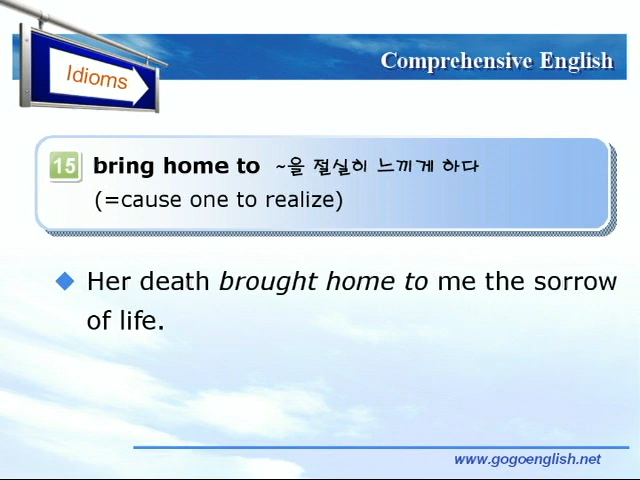 Idioms
Comprehensive English
15 bring home to ~을 절실히 느끼게 하다
(=cause one to realize)
Her death brought home to me the sorrow
of life.
www.gogoenglish.net